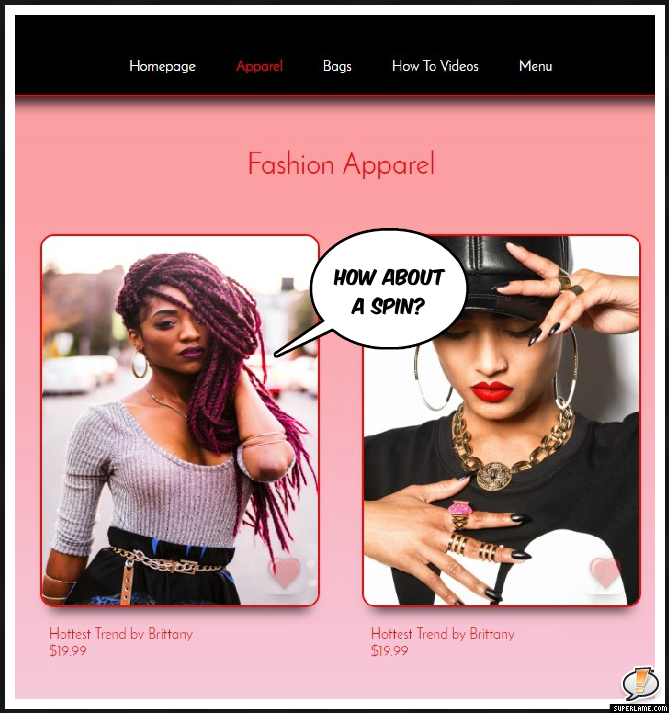 Homepage Apparel Bags How To Videos Menu
Fashion Apparel
HOW ABOUT
A SPIN?
Hottest Trend by Brittany
$19.99
Hottest Trend by Brittany
$19.99
SUPERLAME.COM